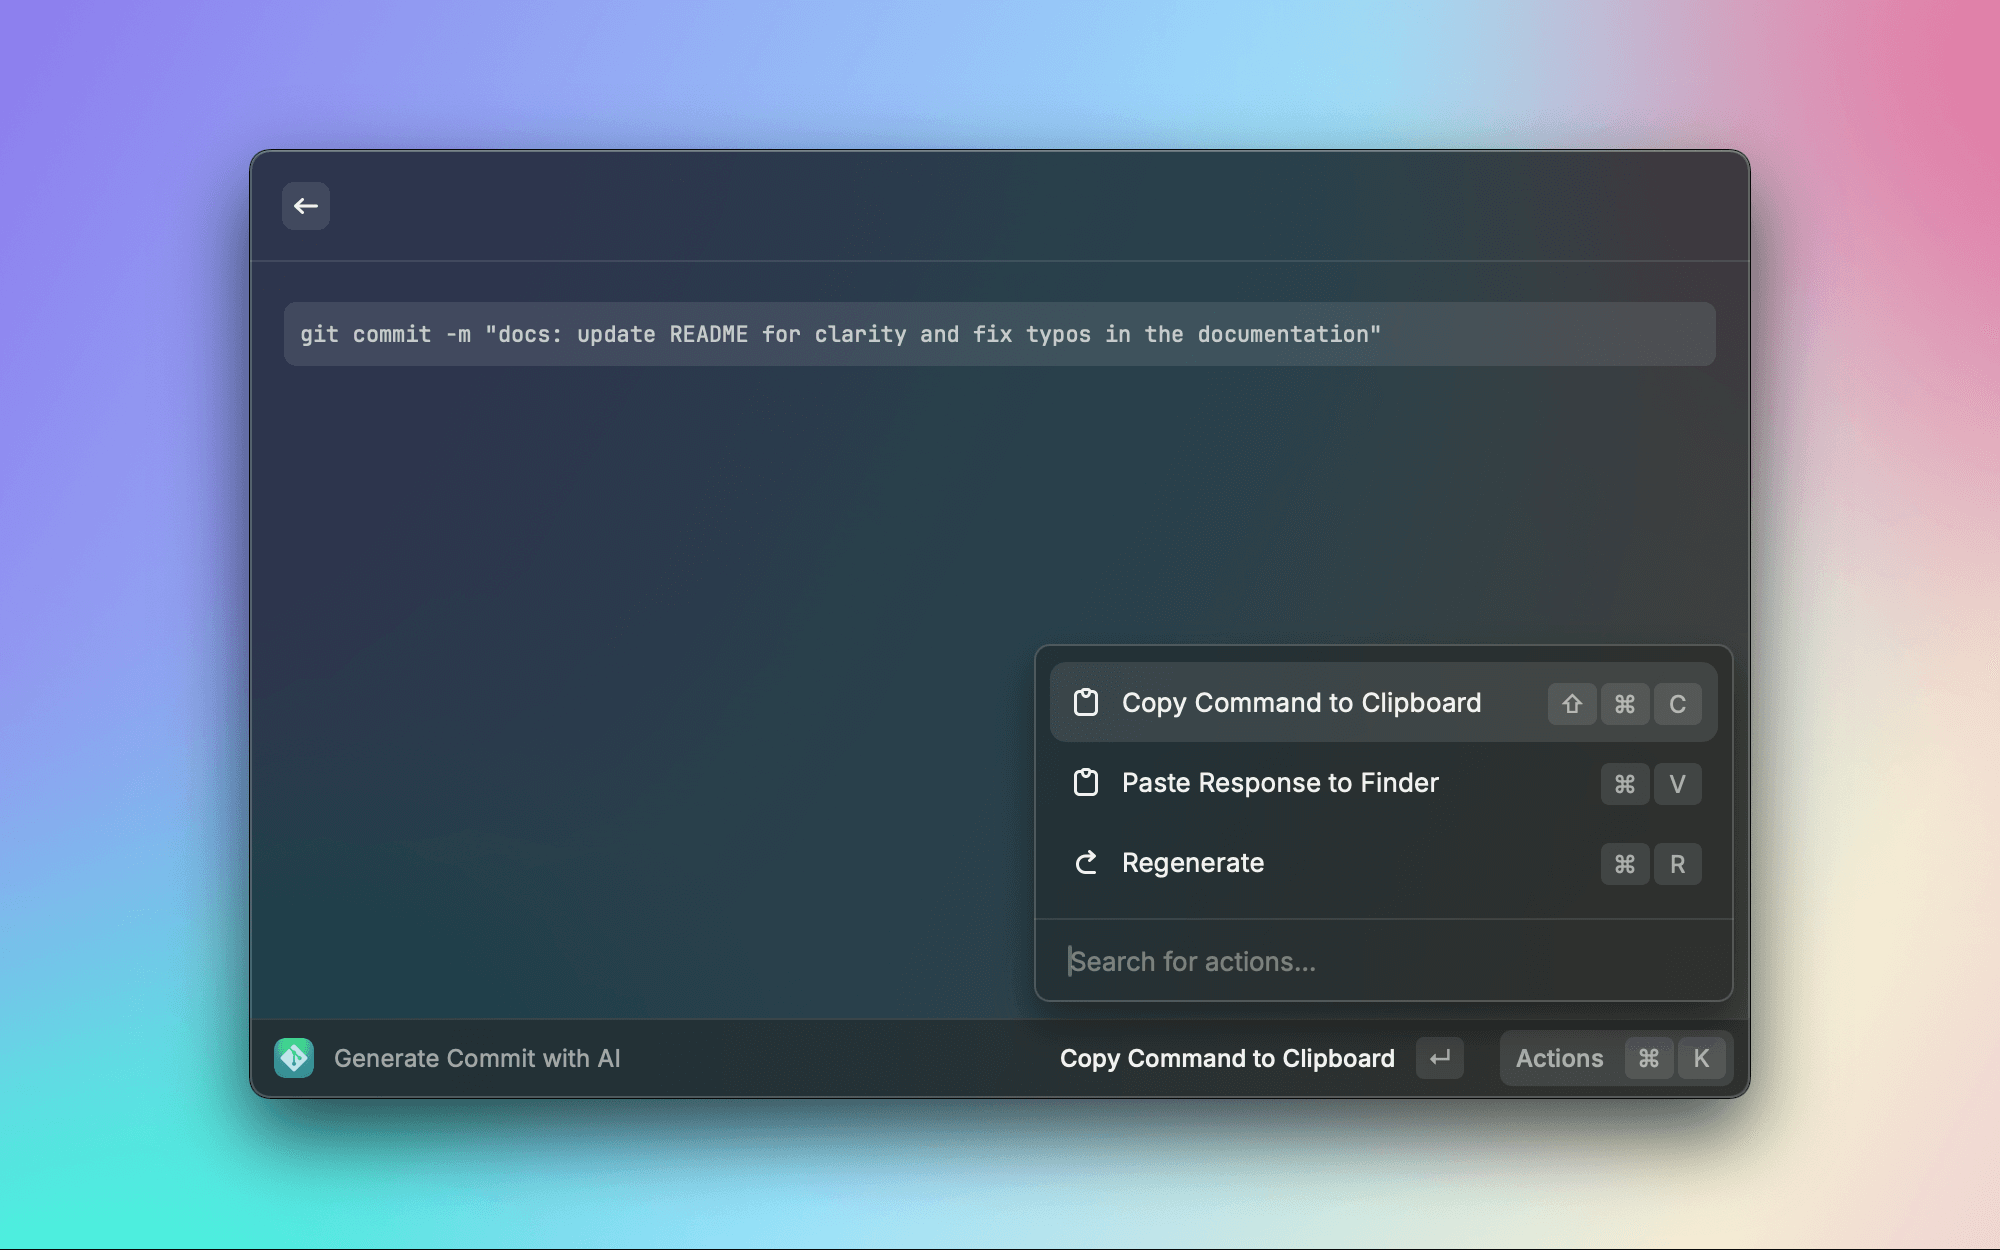 git commit -m "docs: update README for clarity and fix typos in the documentation"
Copy Command to Clipboard ⇧ ⌘ C
Paste Response to Finder ⌘ V
Regenerate ⌘ R
Search for actions...
Generate Commit with AI Copy Command to Clipboard ↵ Actions ⌘ K